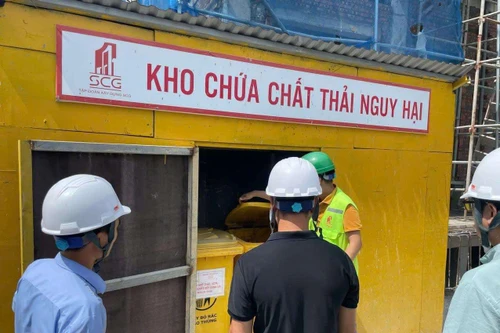 SCG
KHO CHỨA CHẤT THẢI NGUY HẠI